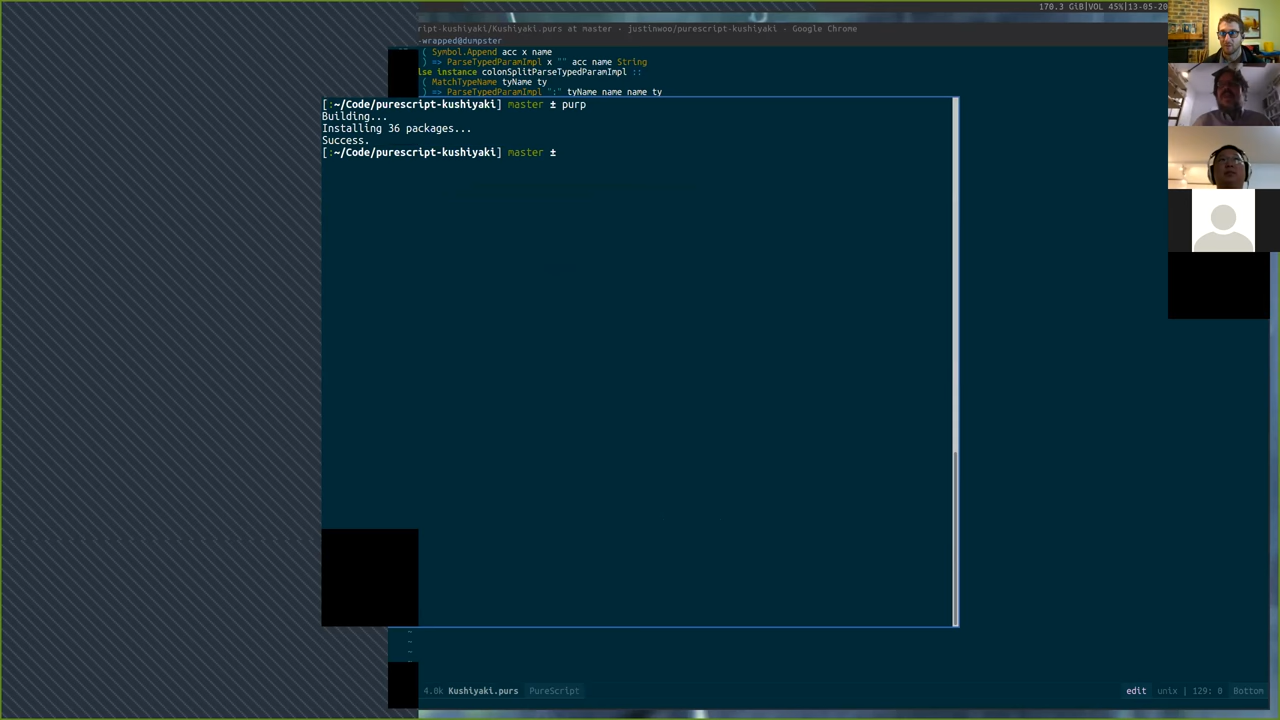 170.3 GiB|VOL 45%|13-05-20
ript-kushiyaki/Kushiyaki.purs at master · justinwoo/purescript-kushiyaki - Google Chrome
-wrapped@dumpster
( Symbol.Append acc x name
) => ParseTypedParamImpl x "" acc name String
lse instance colonSplitParseTypedParamImpl ::
( MatchTypeName tyName ty
) => ParseTypedParamImpl ":" tyName name name ty
[:~/Code/purescript-kushiyaki] master ± purp
Building...
Installing 36 packages...
Success.
[:~/Code/purescript-kushiyaki] master ±
~
~
~
4.0k Kushiyaki.purs PureScript edit unix | 129: 0 Bottom